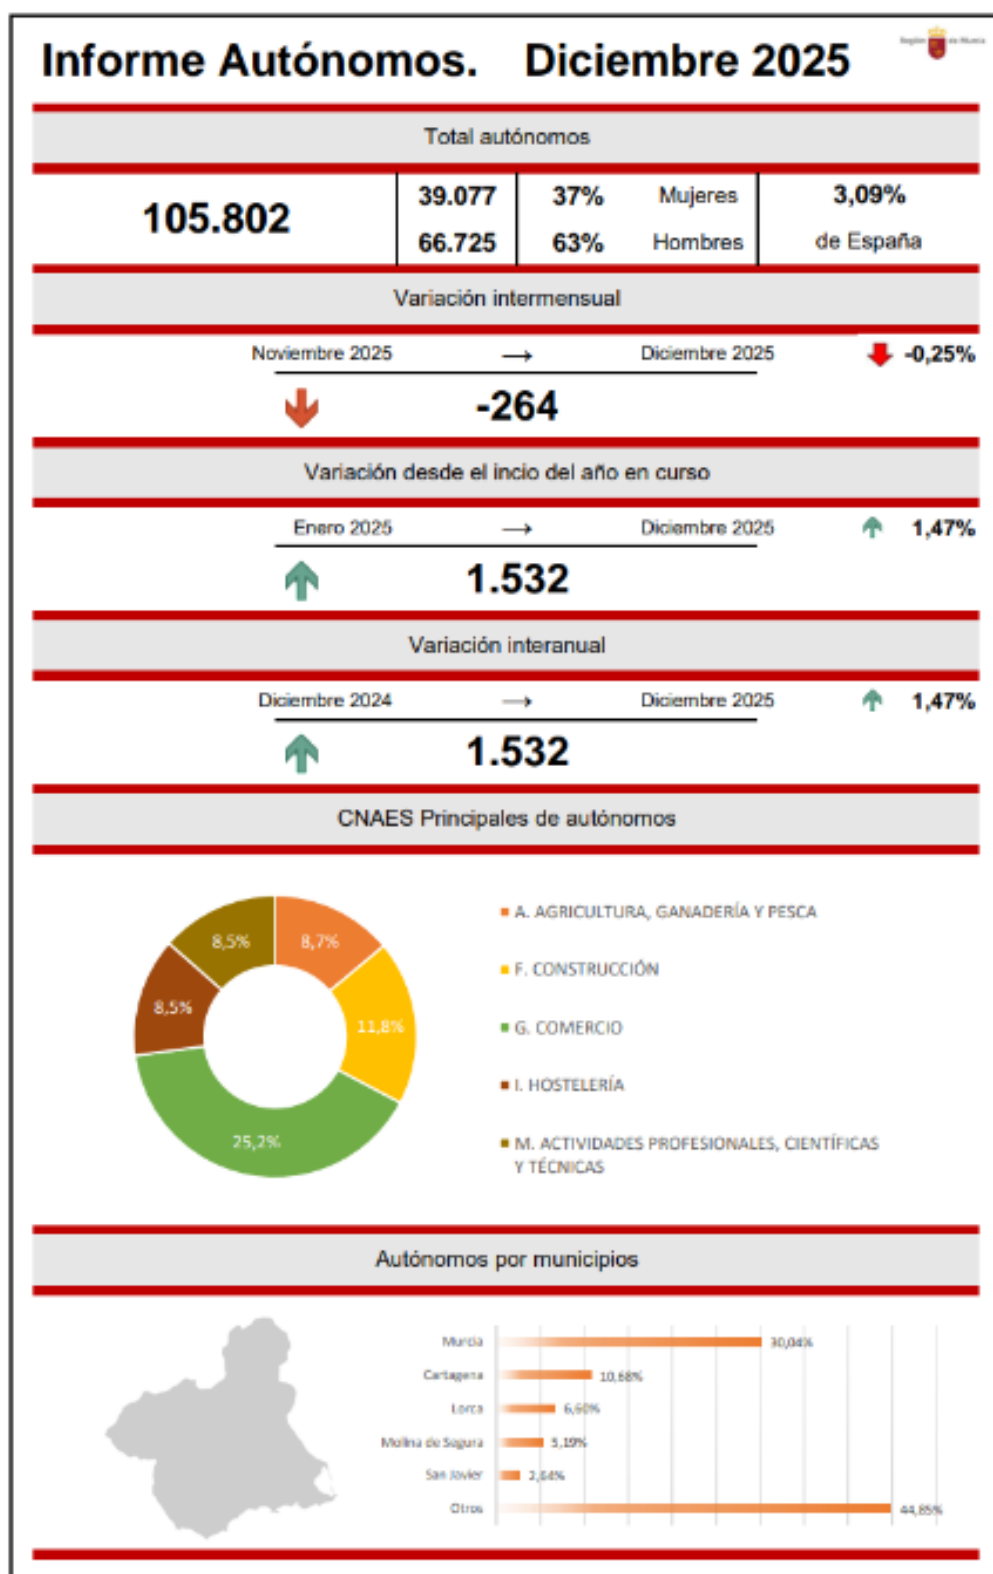 Informe Autónomos. Diciembre 2025
Región de Murcia
Total autónomos
105.802
39.077 37% Mujeres
66.725 63% Hombres
3,09%
de España
Variación intermensual
Noviembre 2025 → Diciembre 2025 -0,25%
-264
Variación desde el incio del año en curso
Enero 2025 → Diciembre 2025 1,47%
1.532
Variación interanual
Diciembre 2024 → Diciembre 2025 1,47%
1.532
CNAES Principales de autónomos
8,5%
8,7%
8,5%
11,8%
25,2%
A. AGRICULTURA, GANADERÍA Y PESCA
F. CONSTRUCCIÓN
G. COMERCIO
I. HOSTELERÍA
M. ACTIVIDADES PROFESIONALES, CIENTÍFICAS
Y TÉCNICAS
Autónomos por municipios
Murcia 30,04%
Cartagena 10,68%
Lorca 6,60%
Molina de Segura 5,19%
San Javier 2,64%
Otros 44,85%